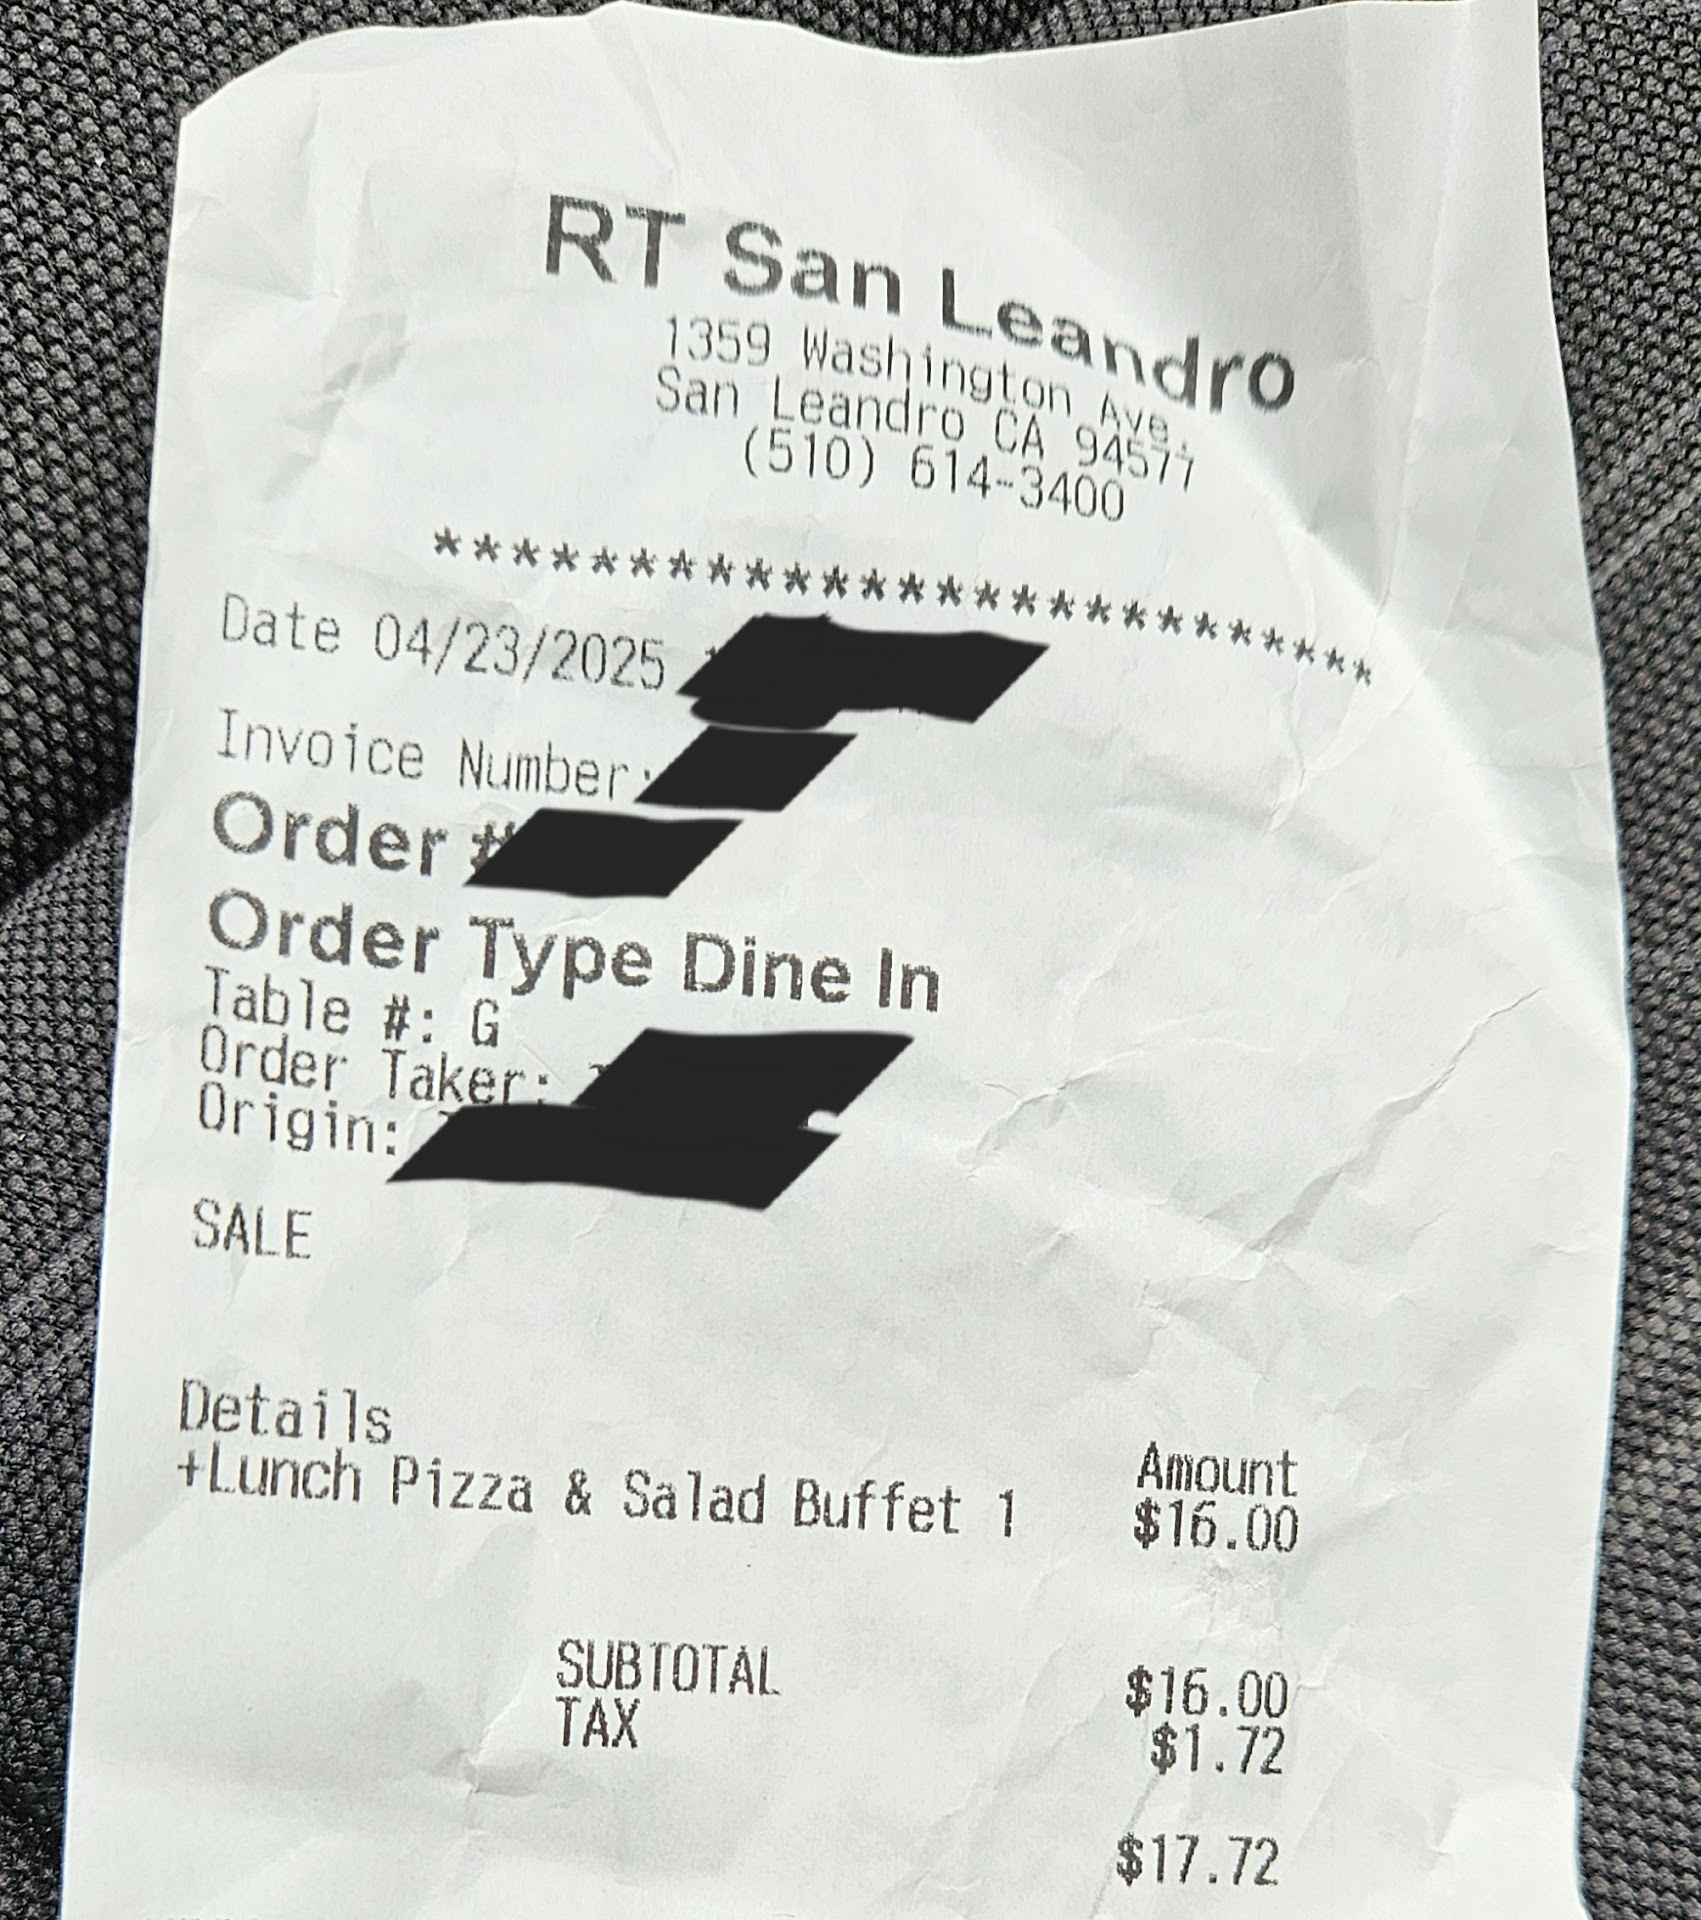 RT San Leandro
1359 Washington Ave.
San Leandro CA 94577
(510) 614-3400
*************************
Date 04/23/2025
Invoice Number:
Order #
Order Type Dine In
Table #: G
Order Taker:
Origin:
SALE
Details Amount
+Lunch Pizza & Salad Buffet 1 $16.00
SUBTOTAL $16.00
TAX $1.72
$17.72